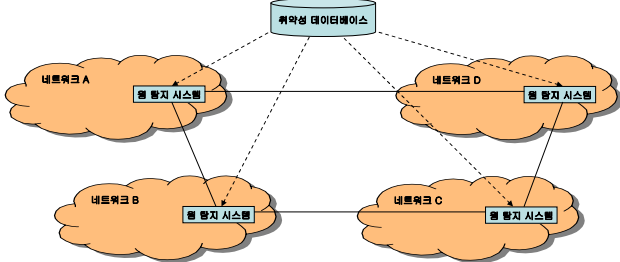 취약성 데이터베이스
네트워크 A
웜 탐지 시스템
네트워크 D
웜 탐지 시스템
네트워크 B
웜 탐지 시스템
네트워크 C
웜 탐지 시스템